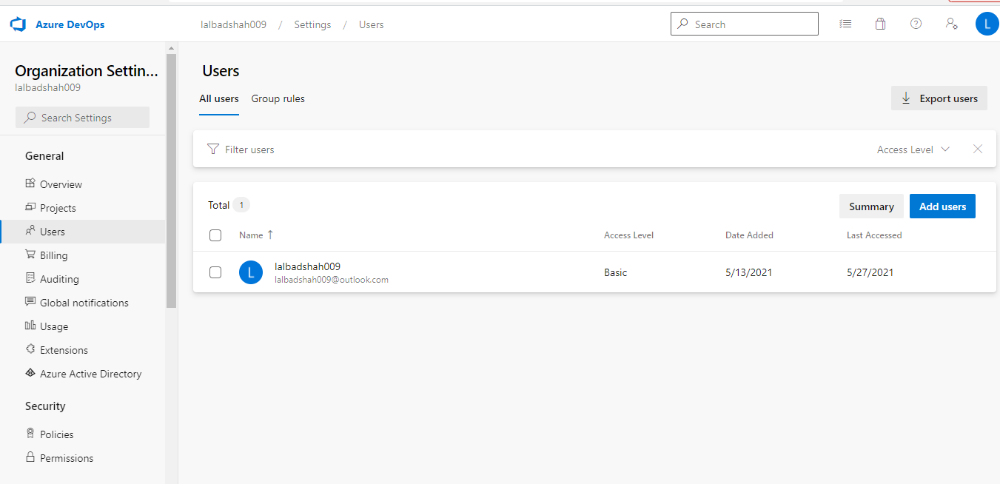 Azure DevOps
lalbadshah009 / Settings / Users
Search
L
Organization Settin...
lalbadshah009
Search Settings
General
Overview
Projects
Users
Billing
Auditing
Global notifications
Usage
Extensions
Azure Active Directory
Security
Policies
Permissions
Users
All users Group rules
Export users
Filter users
Access Level
Total 1
Summary
Add users
Name Access Level Date Added Last Accessed
L
lalbadshah009
lalbadshah009@outlook.com
Basic 5/13/2021 5/27/2021